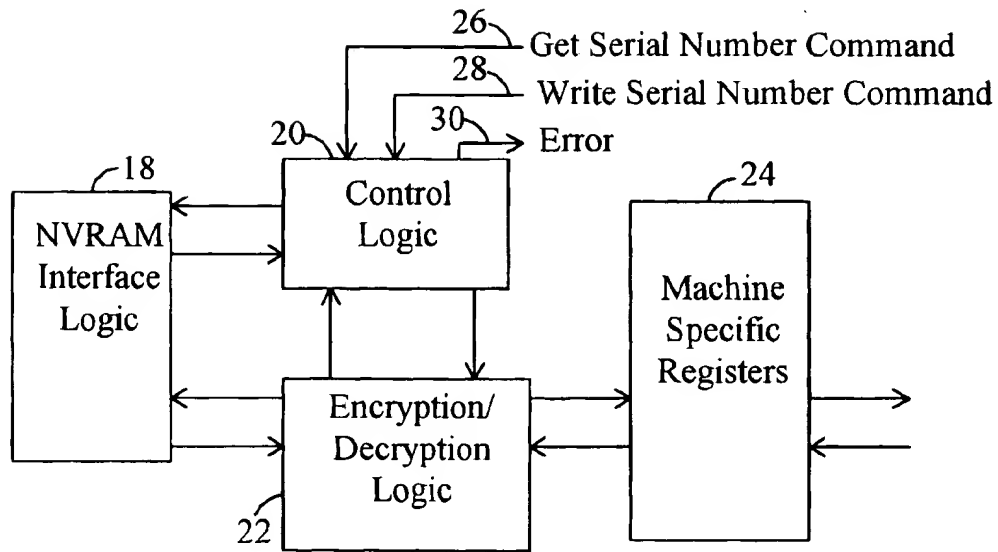 26
Get Serial Number Command
28
Write Serial Number Command
30
Error
20
18
24
Control
Logic
NVRAM
Interface
Logic
Machine
Specific
Registers
Encryption/
Decryption
Logic
22